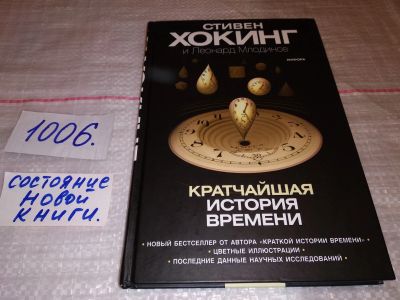 1006.
СОСТОЯНИЕ
НОВОЙ
КНИГИ.
СТИВЕН
ХОКИНГ
и Леонард Млодинов
АМФОРА
КРАТЧАЙШАЯ
ИСТОРИЯ
ВРЕМЕНИ
• НОВЫЙ БЕСТСЕЛЛЕР ОТ АВТОРА «КРАТКОЙ ИСТОРИИ ВРЕМЕНИ» •
• ЦВЕТНЫЕ ИЛЛЮСТРАЦИИ •
• ПОСЛЕДНИЕ ДАННЫЕ НАУЧНЫХ ИССЛЕДОВАНИЙ •